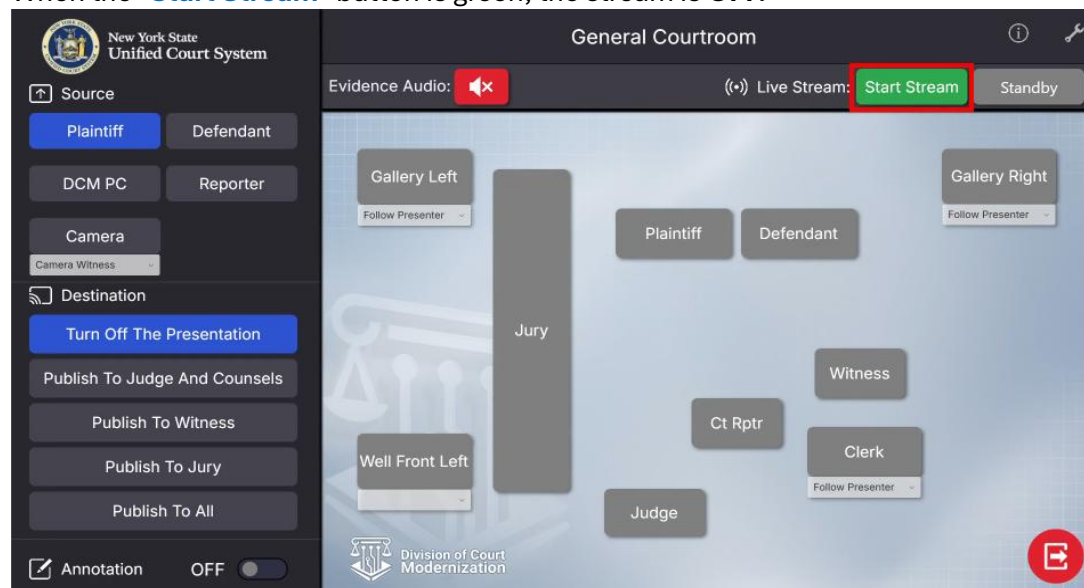 When the "Start Stream" button is green, the stream is OFF.
New York State
Unified Court System
General Courtroom
Source
Evidence Audio:
Live Stream:
Start Stream
Standby
Plaintiff
Defendant
DCM PC
Reporter
Camera
Camera Witness
Destination
Turn Off The Presentation
Publish To Judge And Counsels
Publish To Witness
Publish To Jury
Publish To All
Annotation
OFF
Gallery Left
Follow Presenter
Gallery Right
Follow Presenter
Plaintiff
Defendant
Jury
Witness
Ct Rptr
Well Front Left
Clerk
Follow Presenter
Judge
Division of Court
Modernization